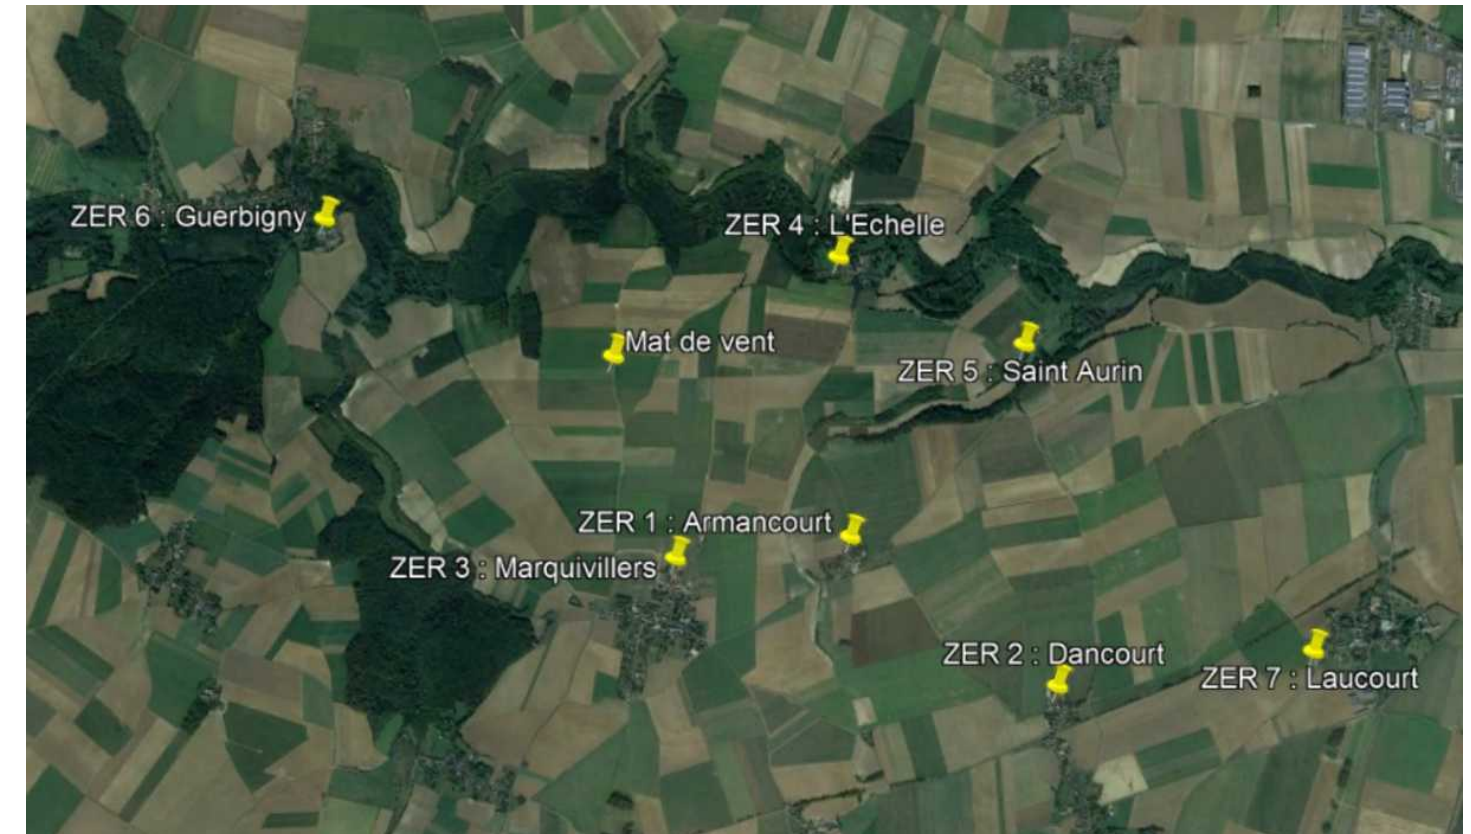 ZER 6 : Guerbigny
ZER 4 : L'Echelle
Mat de vent
ZER 5 : Saint Aurin
ZER 1 : Armancourt
ZER 3 : Marquivillers
ZER 2 : Dancourt
ZER 7 : Laucourt